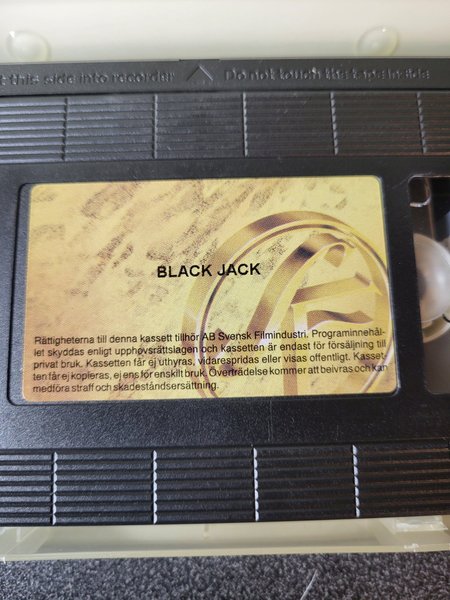 this side into recorder Do not touch the tape inside
BLACK JACK
Rättigheterna till denna kassett tillhör AB Svensk Filmindustri. Programinnehål-
let skyddas enligt upphovsrättslagen och kassetten är endast för försäljning till
privat bruk. Kassetten får ej uthyras, vidarespridas eller visas offentligt. Kasset-
ten får ej kopieras, ej ens för enskilt bruk. Överträdelse kommer att beivras och kan
medföra straff och skadeståndsersättning.